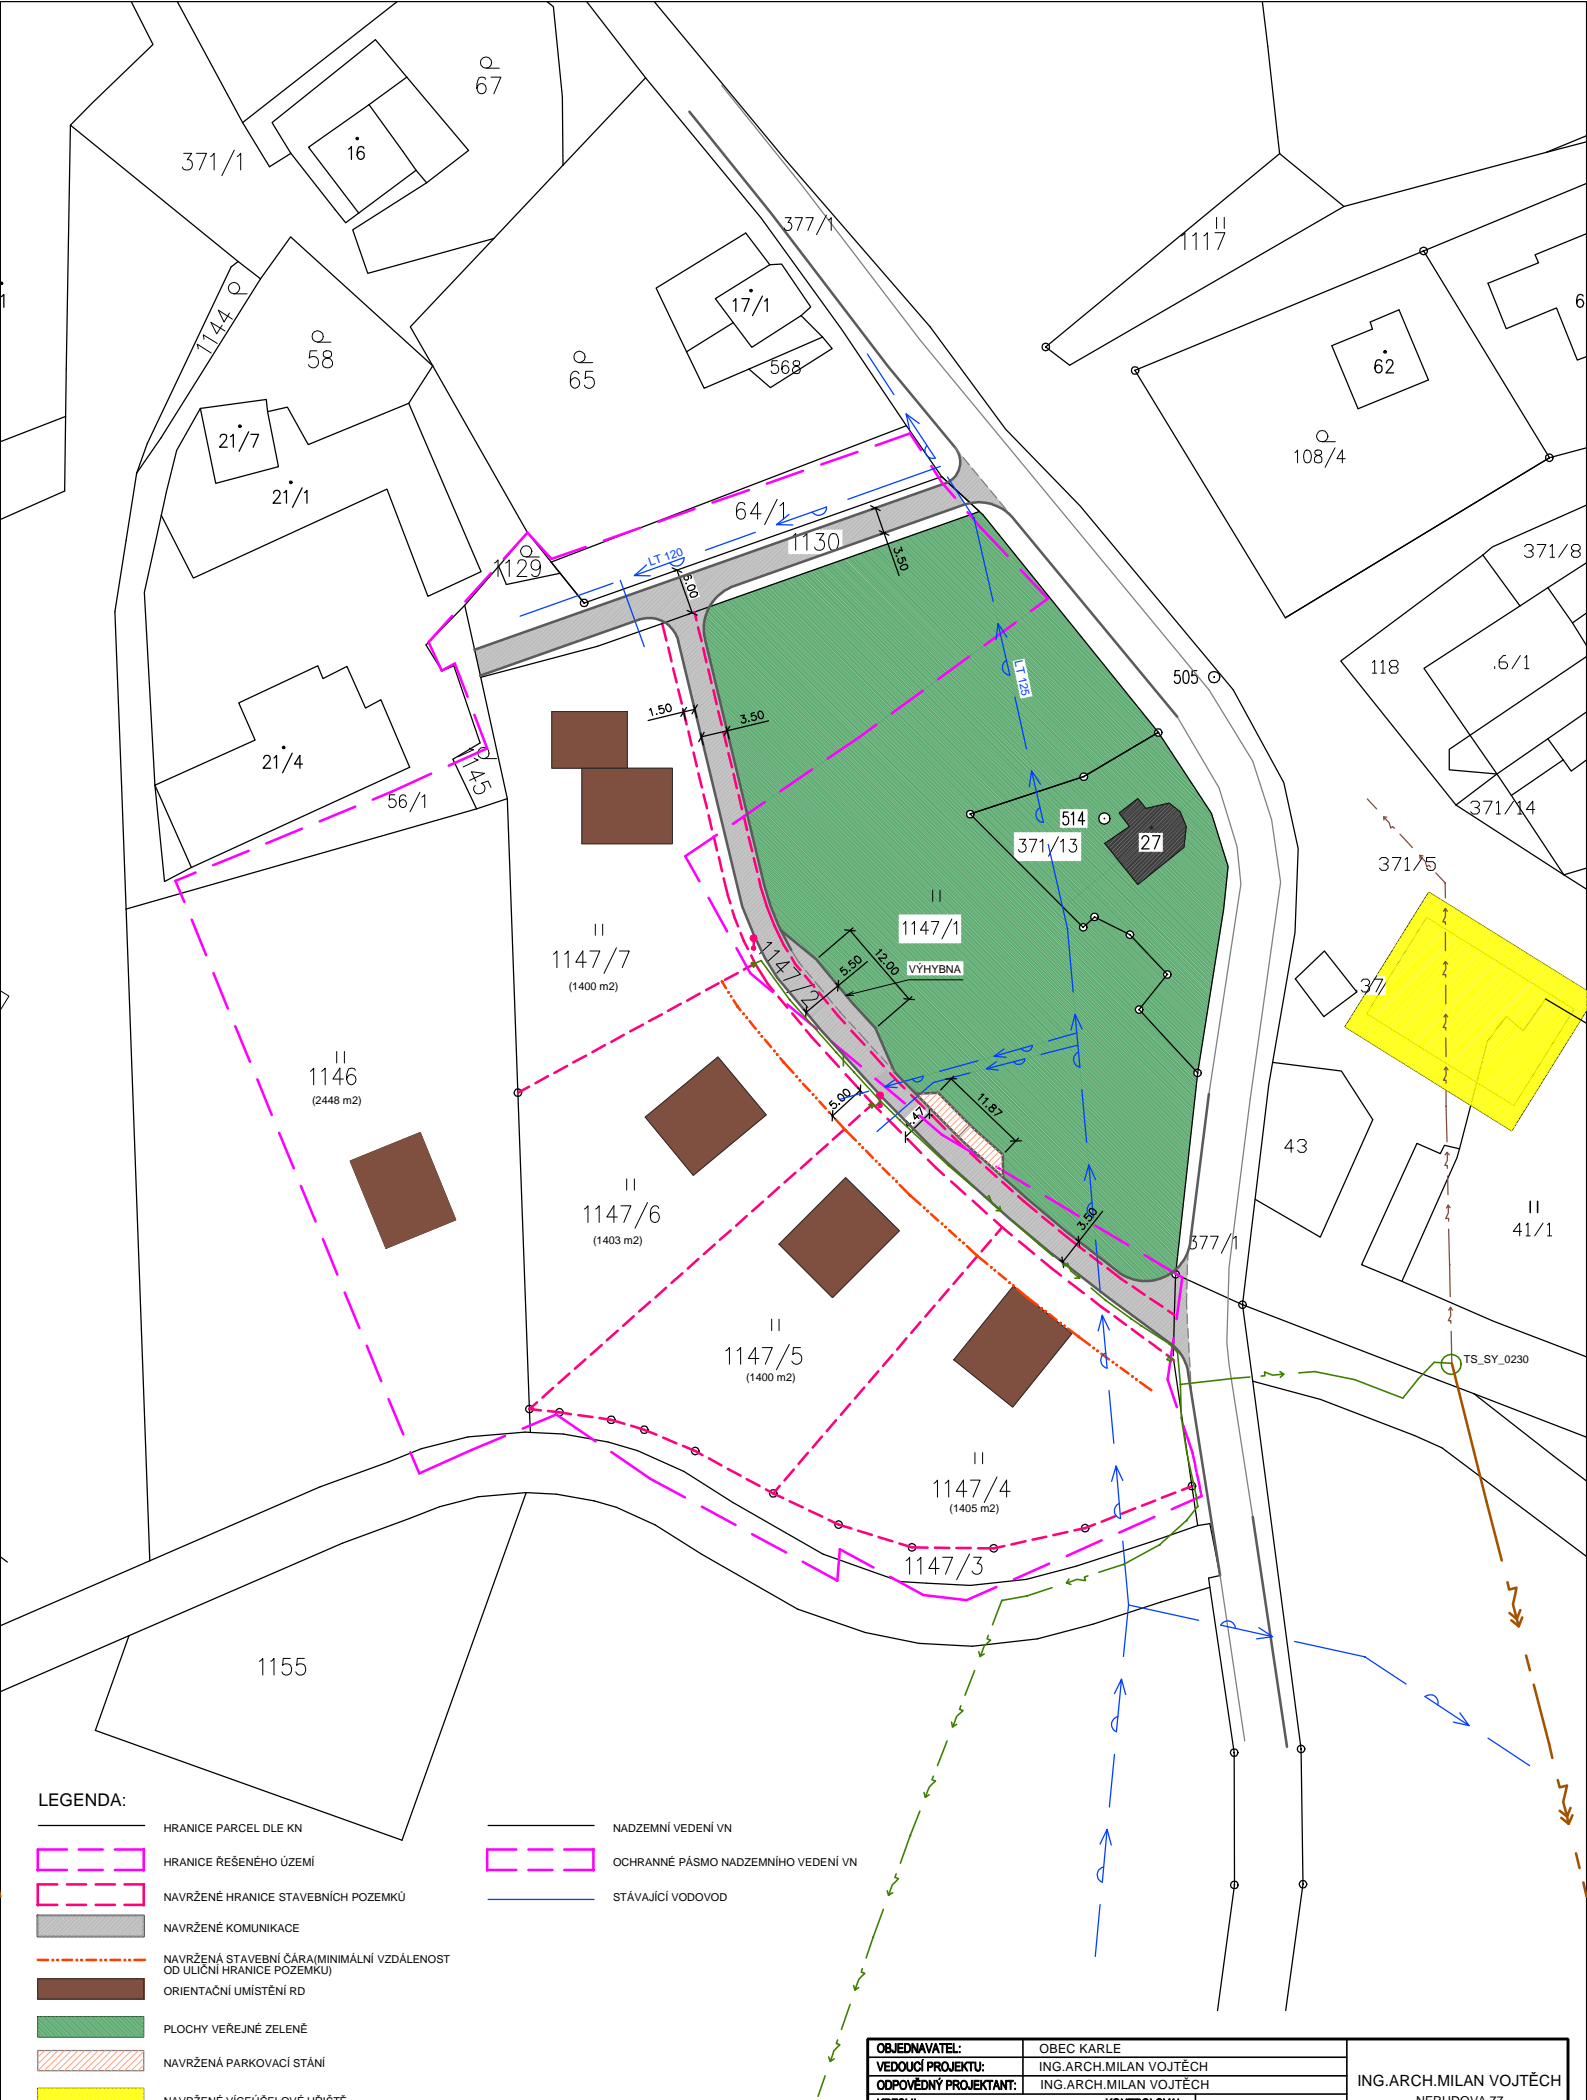 67
16
371/1
377/1
1117
1144
58
65
17/1
568
62
108/4
21/7
21/1
64/1
1130
3.50
LT 120
6.00
1129
371/8
118
.6/1
505
LT 125
1.50
3.50
21/4
56/1
514
371/13
27
371/14
371/5
1147/1
1147/7
(1400 m2)
1147/2
5.50
12.00
VÝHYBNA
37
1146
(2448 m2)
5.00
11.87
43
1147/6
(1403 m2)
3.50
377/1
41/1
1147/5
(1400 m2)
TS_SY_0230
1147/4
(1405 m2)
1147/3
1155
LEGENDA:
HRANICE PARCEL DLE KN
HRANICE ŘEŠENÉHO ÚZEMÍ
NAVRŽENÉ HRANICE STAVEBNÍCH POZEMKŮ
NAVRŽENÉ KOMUNIKACE
NAVRŽENÁ STAVEBNÍ ČÁRA(MINIMÁLNÍ VZDÁLENOST
OD ULIČNÍ HRANICE POZEMKU)
ORIENTAČNÍ UMÍSTĚNÍ RD
PLOCHY VEŘEJNÉ ZELENĚ
NAVRŽENÁ PARKOVACÍ STÁNÍ
NADZEMNÍ VEDENÍ VN
OCHRANNÉ PÁSMO NADZEMNÍHO VEDENÍ VN
STÁVAJÍCÍ VODOVOD
OBJEDNAVATEL: OBEC KARLE
VEDOUCÍ PROJEKTU: ING.ARCH.MILAN VOJTĚCH
ODPOVĚDNÝ PROJEKTANT: ING.ARCH.MILAN VOJTĚCH
ING.ARCH.MILAN VOJTĚCH